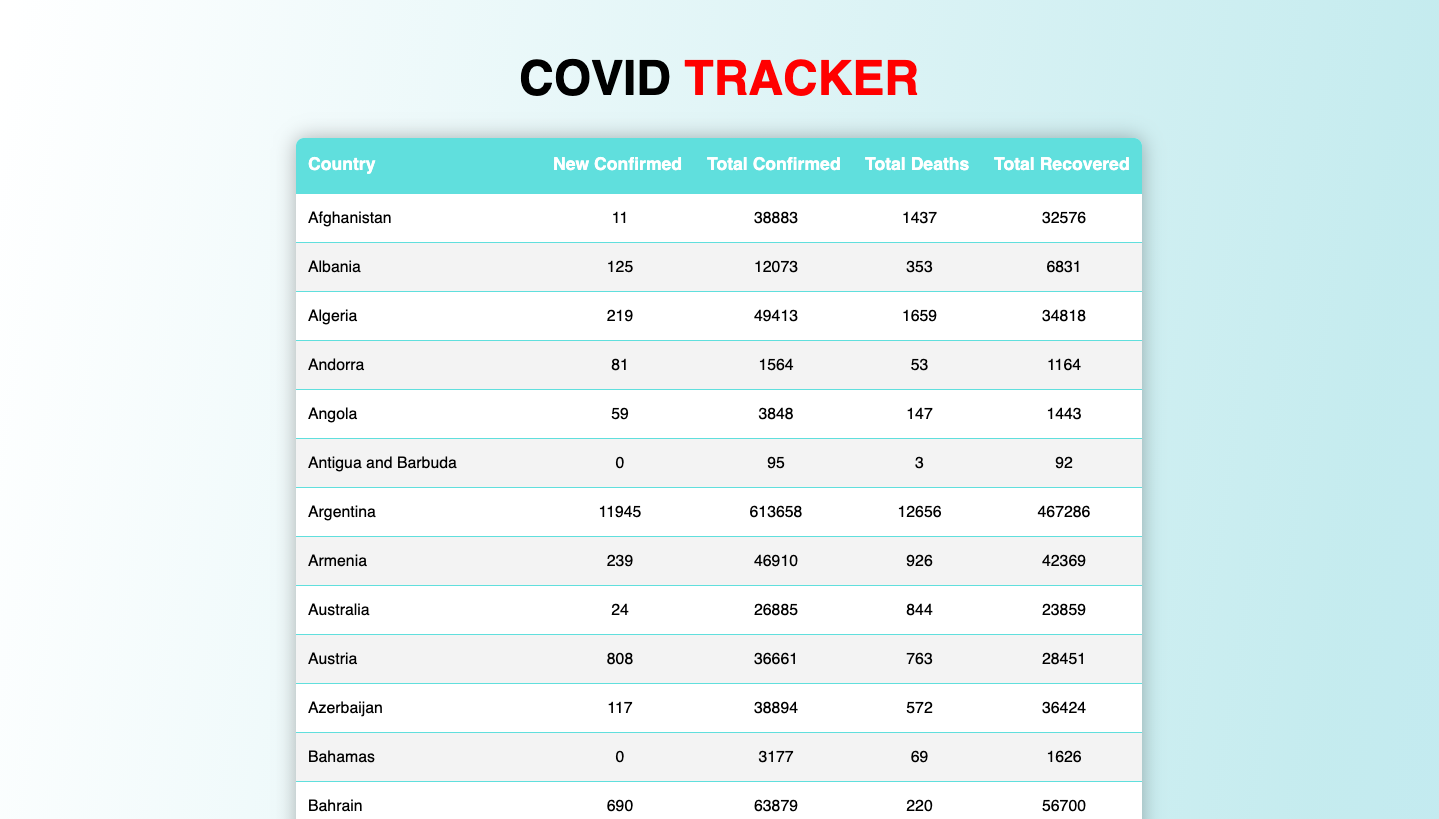 COVID TRACKER
Country New Confirmed Total Confirmed Total Deaths Total Recovered
Afghanistan 11 38883 1437 32576
Albania 125 12073 353 6831
Algeria 219 49413 1659 34818
Andorra 81 1564 53 1164
Angola 59 3848 147 1443
Antigua and Barbuda 0 95 3 92
Argentina 11945 613658 12656 467286
Armenia 239 46910 926 42369
Australia 24 26885 844 23859
Austria 808 36661 763 28451
Azerbaijan 117 38894 572 36424
Bahamas 0 3177 69 1626
Bahrain 690 63879 220 56700